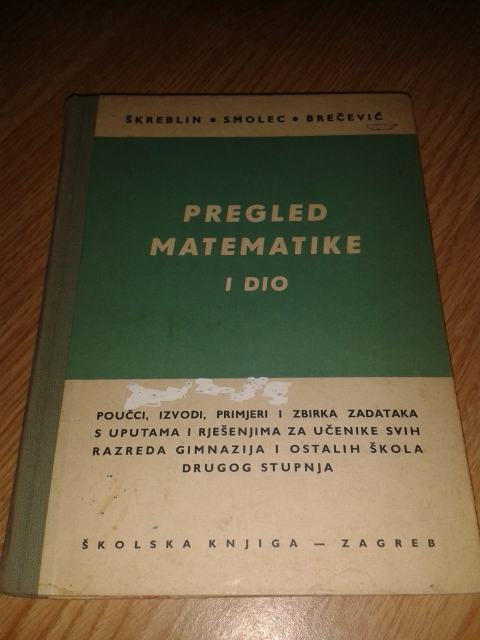 ŠKREBLIN • SMOLEC • BREČEVIĆ
PREGLED
MATEMATIKE
I DIO
POUČCI, IZVODI, PRIMJERI I ZBIRKA ZADATAKA
S UPUTAMA I RJEŠENJIMA ZA UČENIKE SVIH
RAZREDA GIMNAZIJA I OSTALIH ŠKOLA
DRUGOG STUPNJA
ŠKOLSKA KNJIGA — ZAGREB